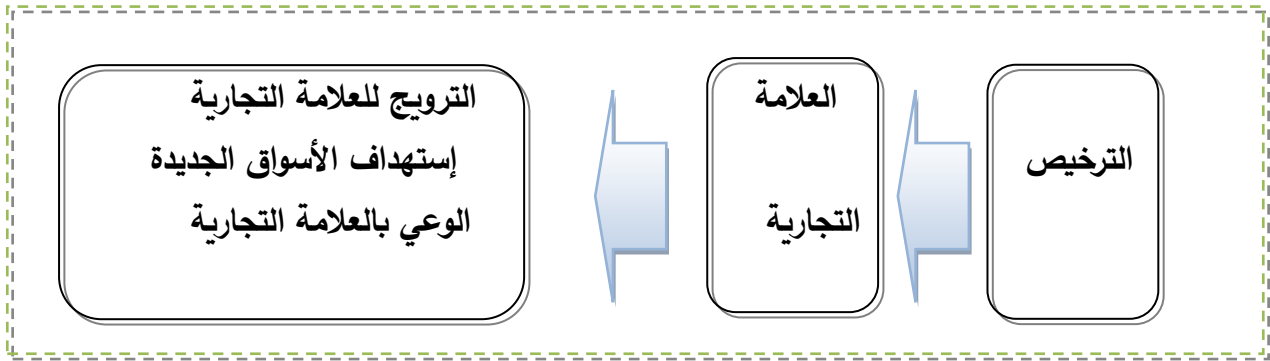 الترخيص
العلامة
التجارية
الترويج للعلامة التجارية
إستهداف الأسواق الجديدة
الوعي بالعلامة التجارية